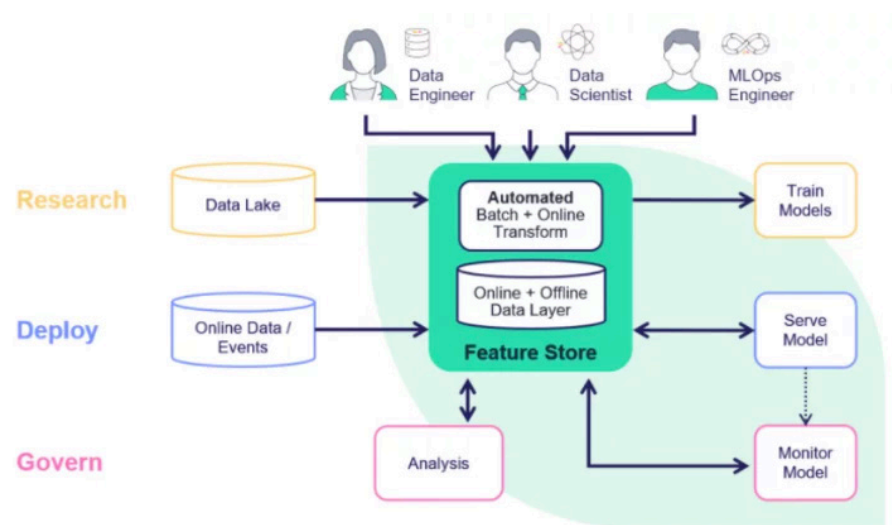 Data
Engineer
Data
Scientist
MLOps
Engineer
Research
Data Lake
Automated
Batch + Online
Transform
Train
Models
Deploy
Online Data /
Events
Online + Offline
Data Layer
Feature Store
Serve
Model
Govern
Analysis
Monitor
Model